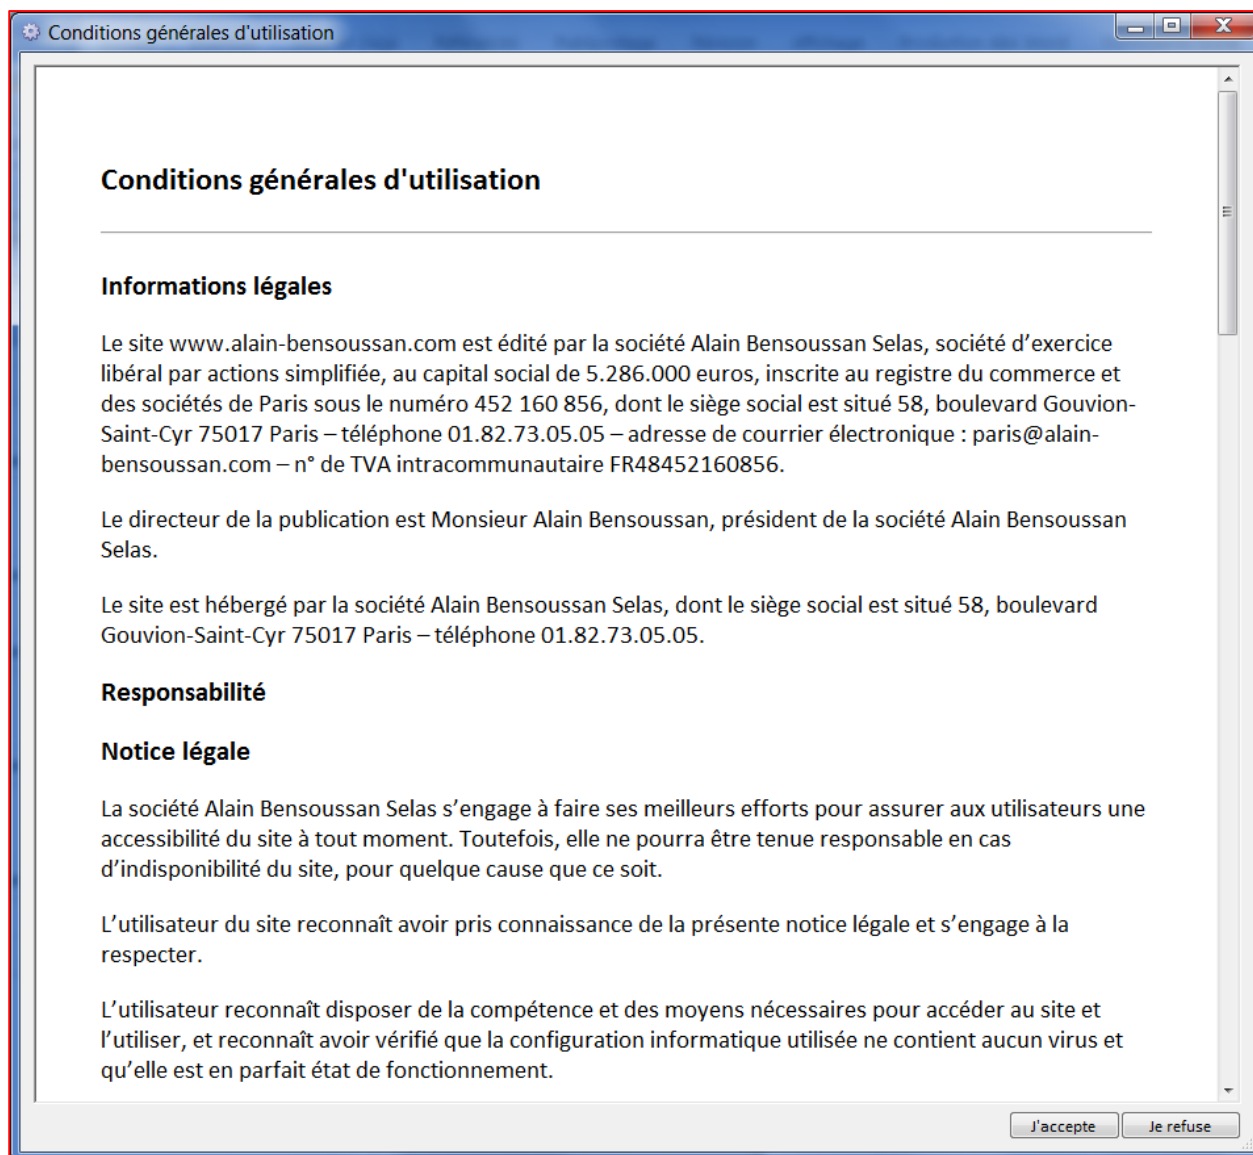 Conditions générales d'utilisation
Conditions générales d'utilisation
Informations légales
Le site www.alain-bensoussan.com est édité par la société Alain Bensoussan Selas, société d’exercice
libéral par actions simplifiée, au capital social de 5.286.000 euros, inscrite au registre du commerce et
des sociétés de Paris sous le numéro 452 160 856, dont le siège social est situé 58, boulevard Gouvion-
Saint-Cyr 75017 Paris – téléphone 01.82.73.05.05 – adresse de courrier électronique : paris@alain-
bensoussan.com – n° de TVA intracommunautaire FR48452160856.
Le directeur de la publication est Monsieur Alain Bensoussan, président de la société Alain Bensoussan
Selas.
Le site est hébergé par la société Alain Bensoussan Selas, dont le siège social est situé 58, boulevard
Gouvion-Saint-Cyr 75017 Paris – téléphone 01.82.73.05.05.
Responsabilité
Notice légale
La société Alain Bensoussan Selas s’engage à faire ses meilleurs efforts pour assurer aux utilisateurs une
accessibilité du site à tout moment. Toutefois, elle ne pourra être tenue responsable en cas
d’indisponibilité du site, pour quelque cause que ce soit.
L’utilisateur du site reconnaît avoir pris connaissance de la présente notice légale et s’engage à la
respecter.
L’utilisateur reconnaît disposer de la compétence et des moyens nécessaires pour accéder au site et
l’utiliser, et reconnaît avoir vérifié que la configuration informatique utilisée ne contient aucun virus et
qu’elle est en parfait état de fonctionnement.
J'accepte
Je refuse